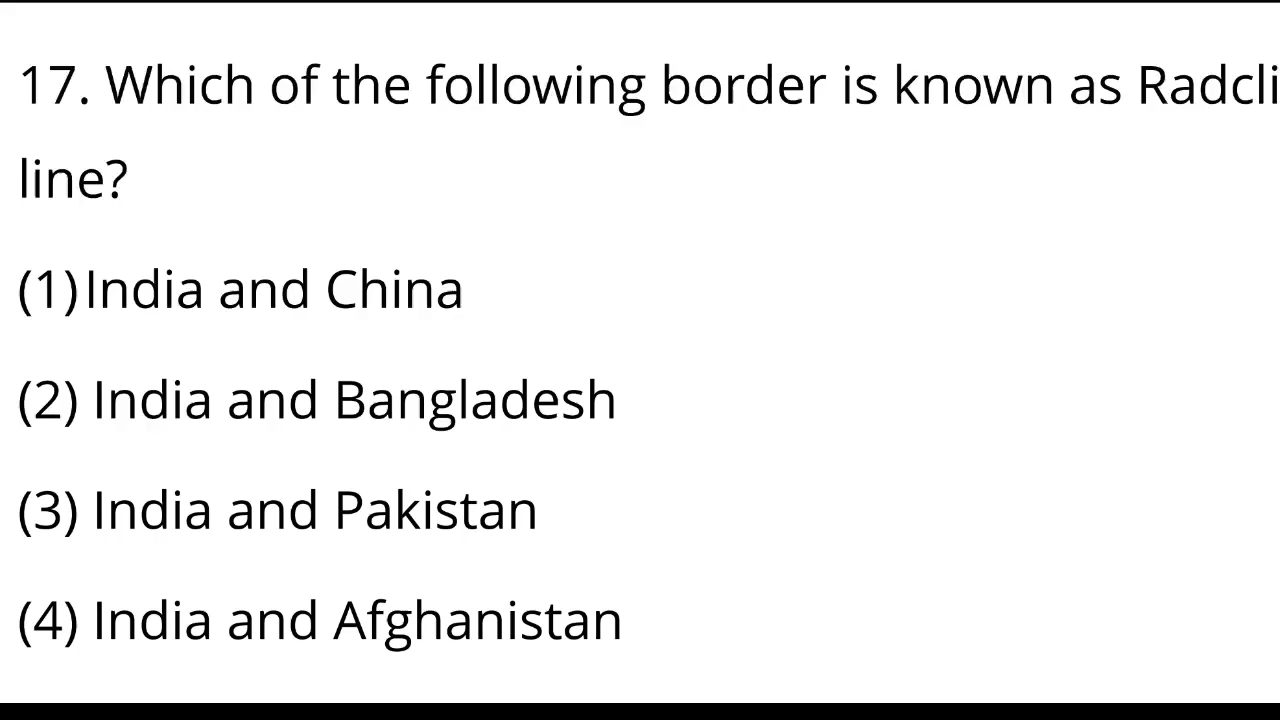 17. Which of the following border is known as Radcli
line?
(1) India and China
(2) India and Bangladesh
(3) India and Pakistan
(4) India and Afghanistan